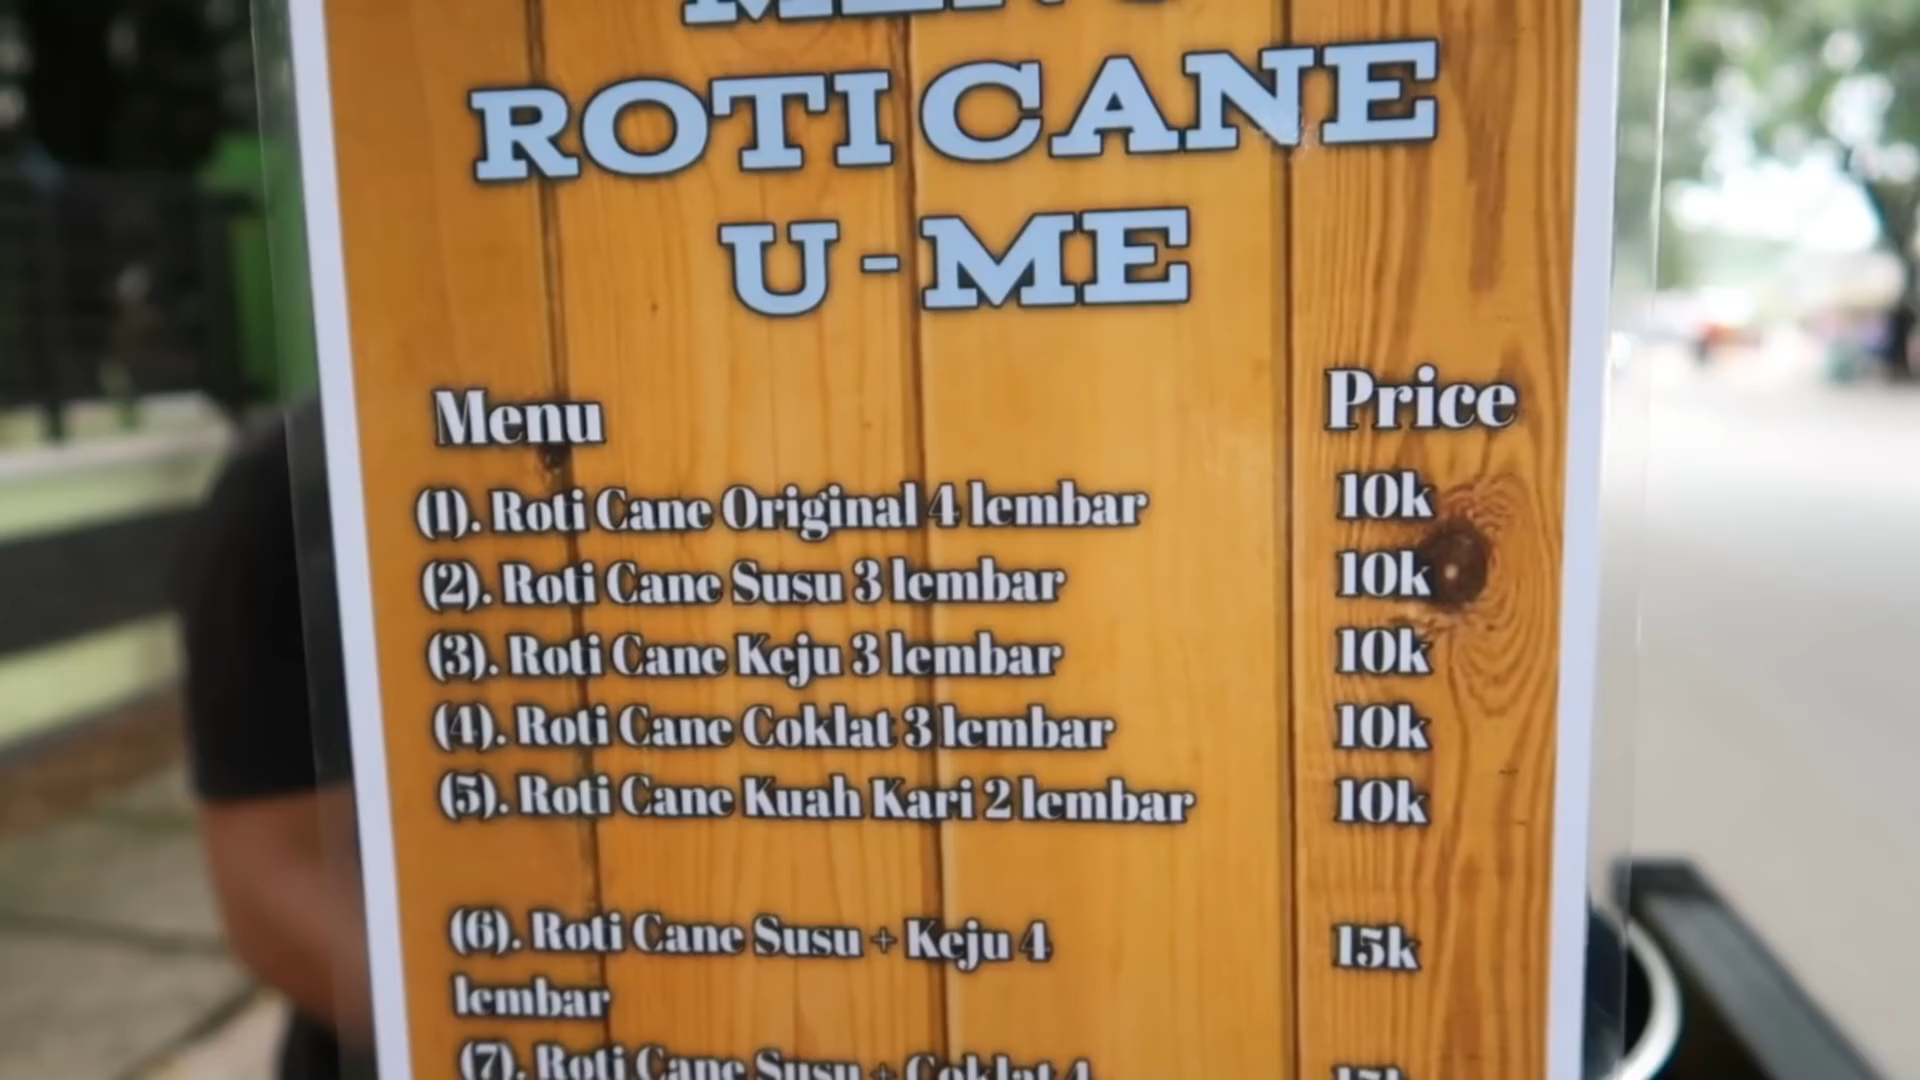 MENU
ROTI CANE
U-ME
Menu Price
(1). Roti Cane Original 4 lembar 10k
(2). Roti Cane Susu 3 lembar 10k
(3). Roti Cane Keju 3 lembar 10k
(4). Roti Cane Coklat 3 lembar 10k
(5). Roti Cane Kuah Kari 2 lembar 10k
(6). Roti Cane Susu + Keju 4 15k
lembar
(7). Roti Cane Susu + Coklat 4 15k